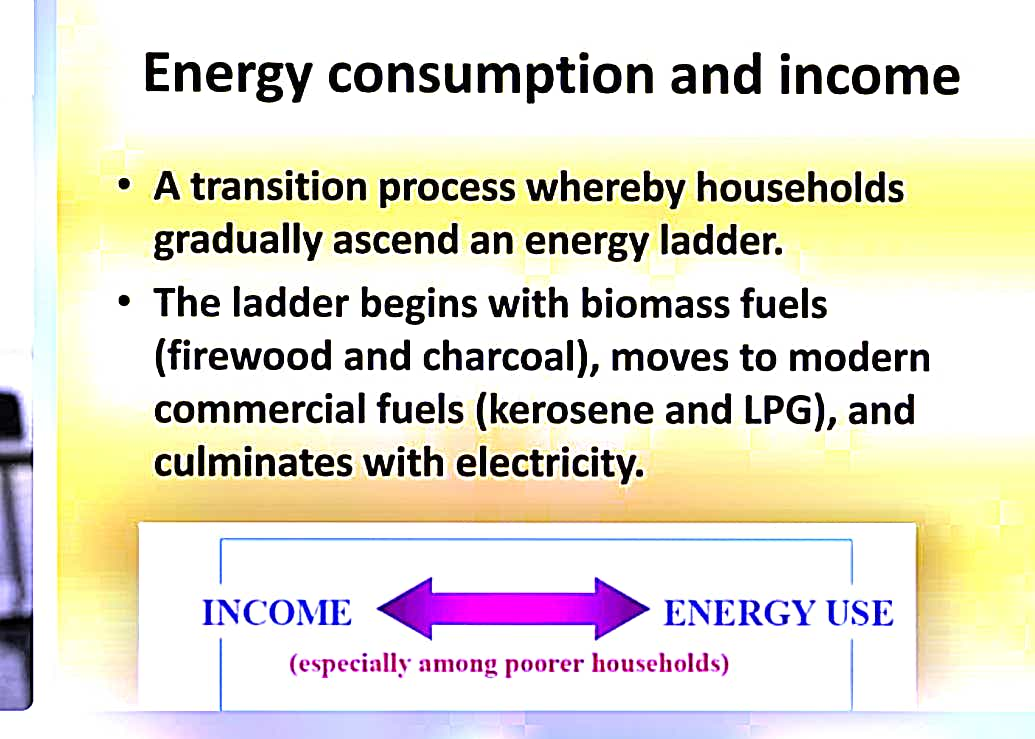 Energy consumption and income
• A transition process whereby households
gradually ascend an energy ladder.
• The ladder begins with biomass fuels
(firewood and charcoal), moves to modern
commercial fuels (kerosene and LPG), and
culminates with electricity.
INCOME ENERGY USE
(especially among poorer households)